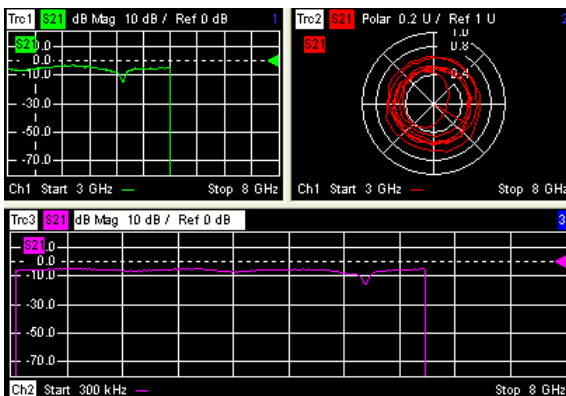 Trc1 S21 dB Mag 10 dB / Ref 0 dB 1
S21 0.0
0.0
-10.0
-30.0
-50.0
-70.0
Ch1 Start 3 GHz — Stop 8 GHz
Trc2 S21 Polar 0.2 U / Ref 1 U 2
S21
1.0
0.8
0.4
Ch1 Start 3 GHz — Stop 8 GHz
Trc3 S21 dB Mag 10 dB / Ref 0 dB 3
S21 .0
0.0
-10.0
-30.0
-50.0
-70.0
Ch2 Start 300 kHz — Stop 8 GHz